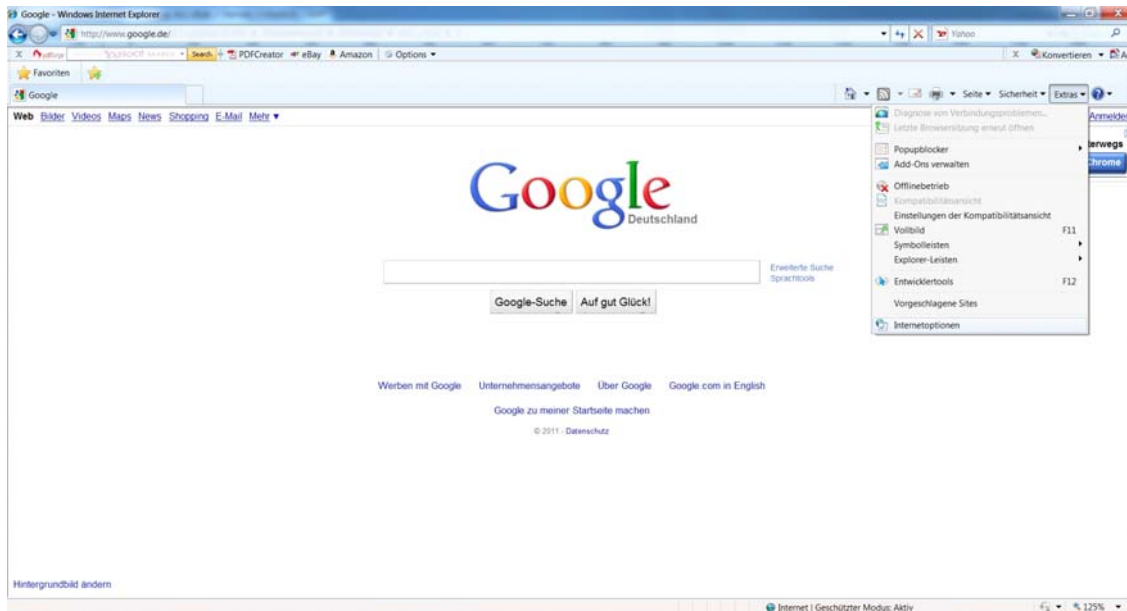 Google - Windows Internet Explorer
http://www.google.de/ Yahoo
X pdfforge Search PDFCreator eBay Amazon Options X Konvertieren
Favoriten
Google Seite Sicherheit Extras
Web Bilder Videos Maps News Shopping E-Mail Mehr Anmelden
Diagnose von Verbindungsproblemen...
Letzte Browsersitzung erneut öffnen
Popupblocker
Add-Ons verwalten
Offlinebetrieb
Kompatibilitätsansicht
Einstellungen der Kompatibilitätsansicht
Vollbild F11
Symbolleisten
Explorer-Leisten
Entwicklertools F12
Vorgeschlagene Sites
Internetoptionen
terwegs
Chrome
Google
Deutschland
Erweiterte Suche
Sprachtools
Google-Suche Auf gut Glück!
Werben mit Google Unternehmensangebote Über Google Google.com in English
Google zu meiner Startseite machen
© 2011 - Datenschutz
Hintergrundbild ändern
Internet | Geschützter Modus: Aktiv 125%